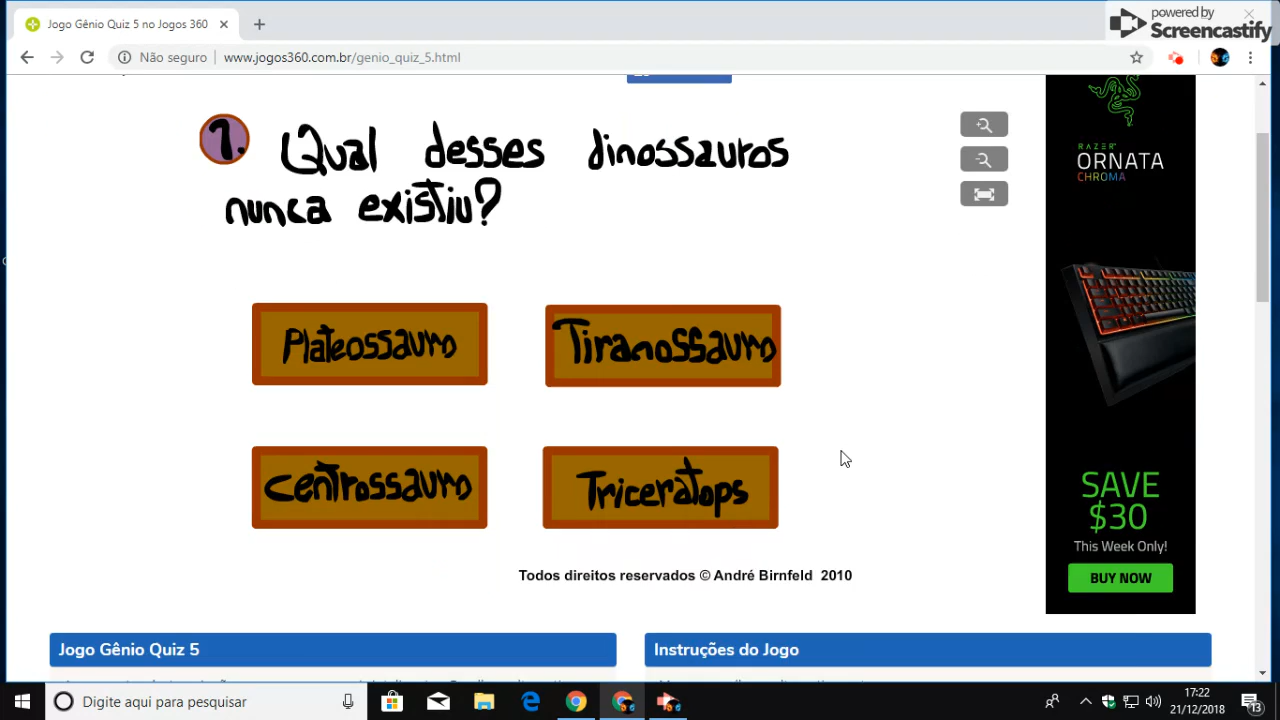 Jogo Gênio Quiz 5 no Jogos 360
powered by
Screencastify
Não seguro
www.jogos360.com.br/genio_quiz_5.html
1. Qual desses dinossauros
nunca existiu?
RAZER
ORNATA
CHROMA
Plateossauro
Tiranossauro
Centrossauro
Triceratops
SAVE
$30
This Week Only!
BUY NOW
Todos direitos reservados © André Birnfeld 2010
Jogo Gênio Quiz 5
Instruções do Jogo
Digite aqui para pesquisar
17:22
21/12/2018
13